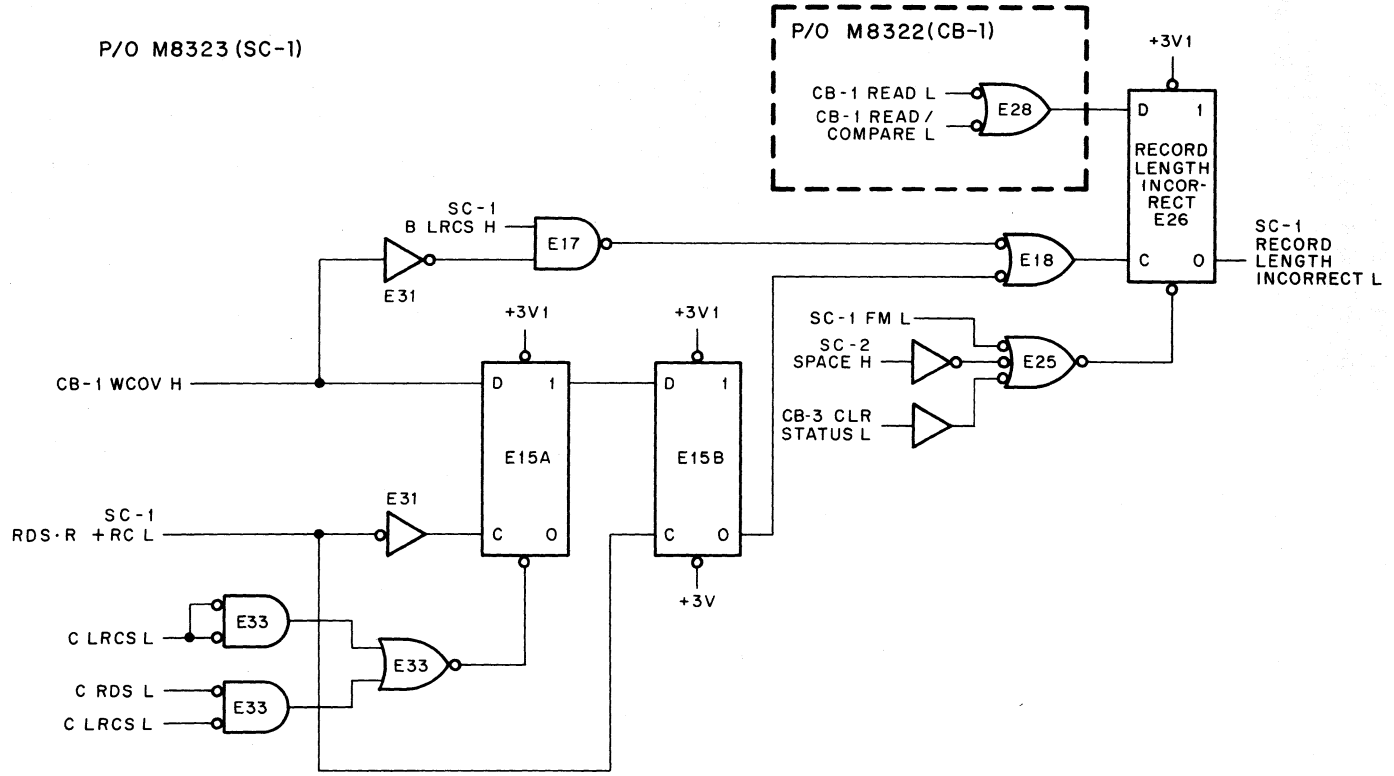 P/O M8323 (SC-1)
P/O M8322 (CB-1)
+3V1
CB-1 READ L
CB-1 READ/
COMPARE L
E28
D 1
RECORD
LENGTH
INCOR-
RECT
E26
C 0
SC-1
B LRCS H
E17
E31
E18
SC-1
RECORD
LENGTH
INCORRECT L
+3V1
+3V1
SC-1 FM L
SC-2
SPACE H
E25
CB-3 CLR
STATUS L
CB-1 WCOV H
D 1
E15A
C 0
D 1
E15B
C 0
+3V
E31
SC-1
RDS·R +RC L
C LRCS L
E33
E33
C RDS L
C LRCS L
E33